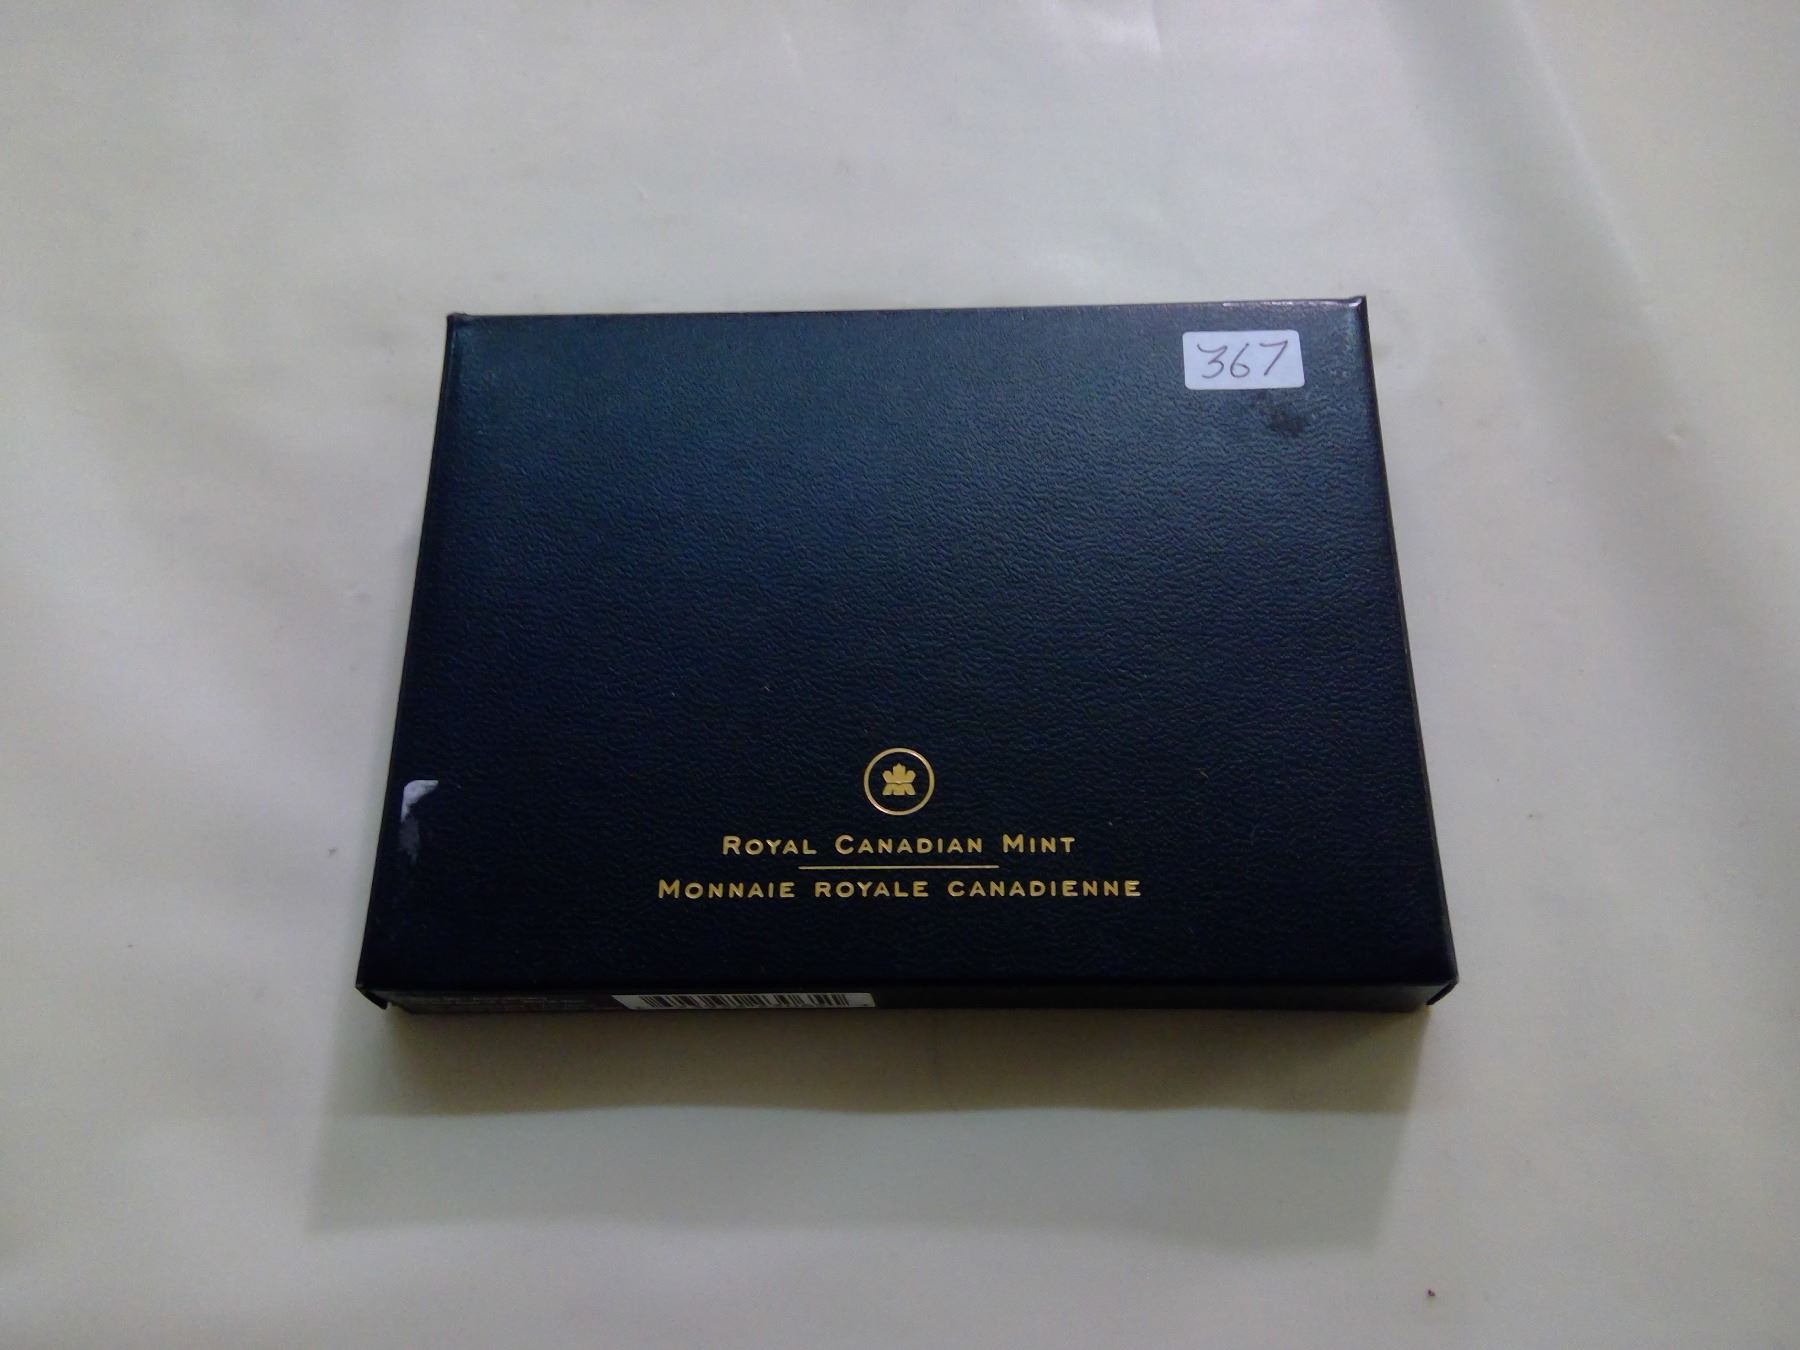 367
ROYAL CANADIAN MINT
MONNAIE ROYALE CANADIENNE